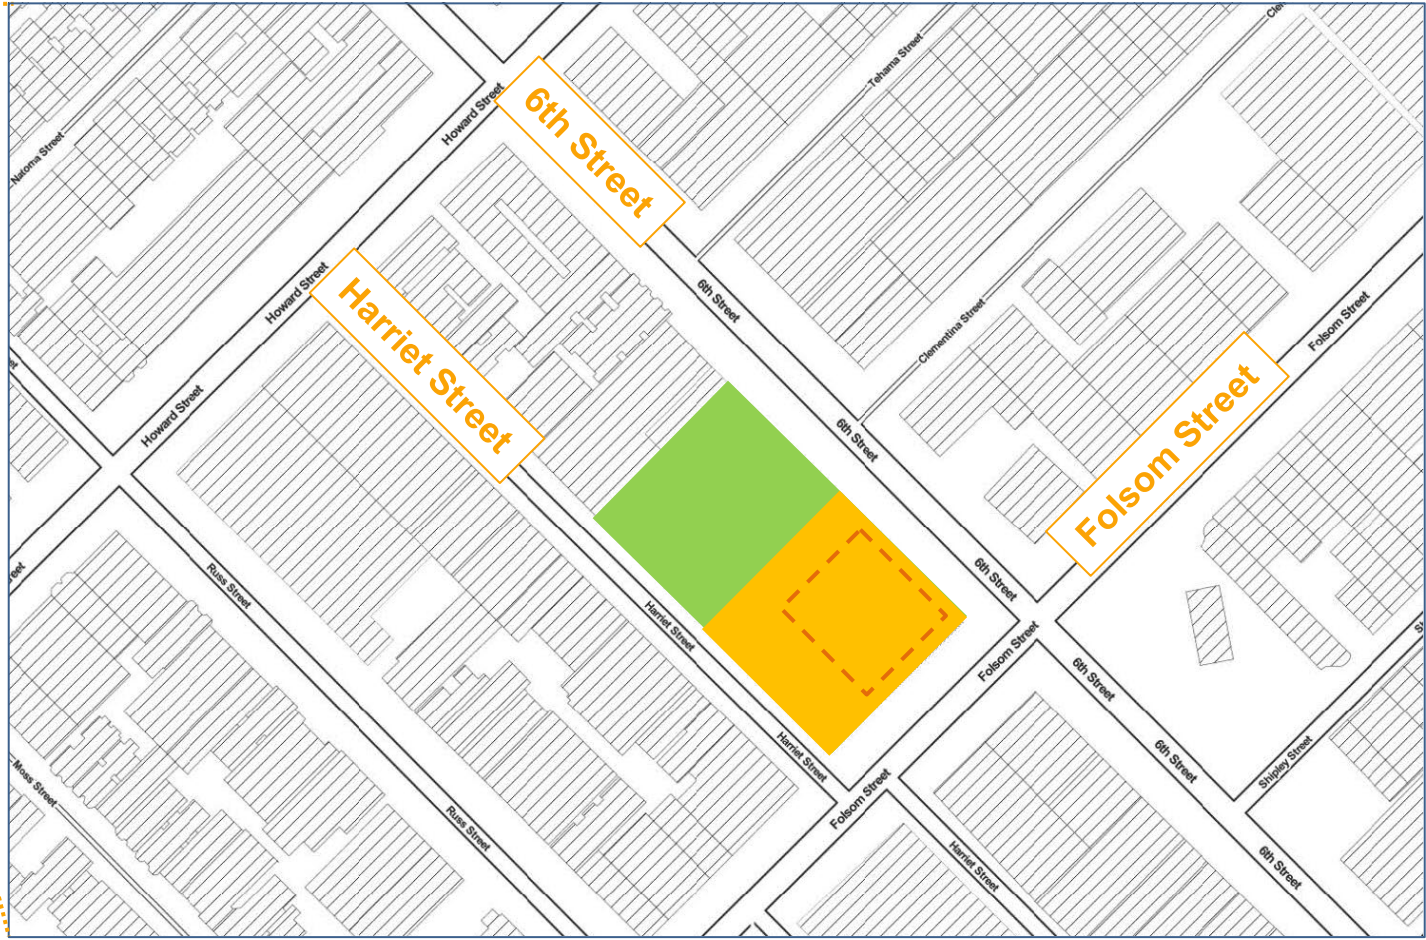 Cle
Tehama Street
Howard Street
6th Street
Natoma Street
Howard Street
6th Street
Harriet Street
Clementina Street
Folsom Street
Howard Street
6th Street
Folsom Street
reet
Russ Street
6th Street
Harriet Street
Folsom Street
6th Street
Harriet Street
6th Street
Shipley Street
Moss Street
Folsom Street
Russ Street
Harriet Street
6th Street